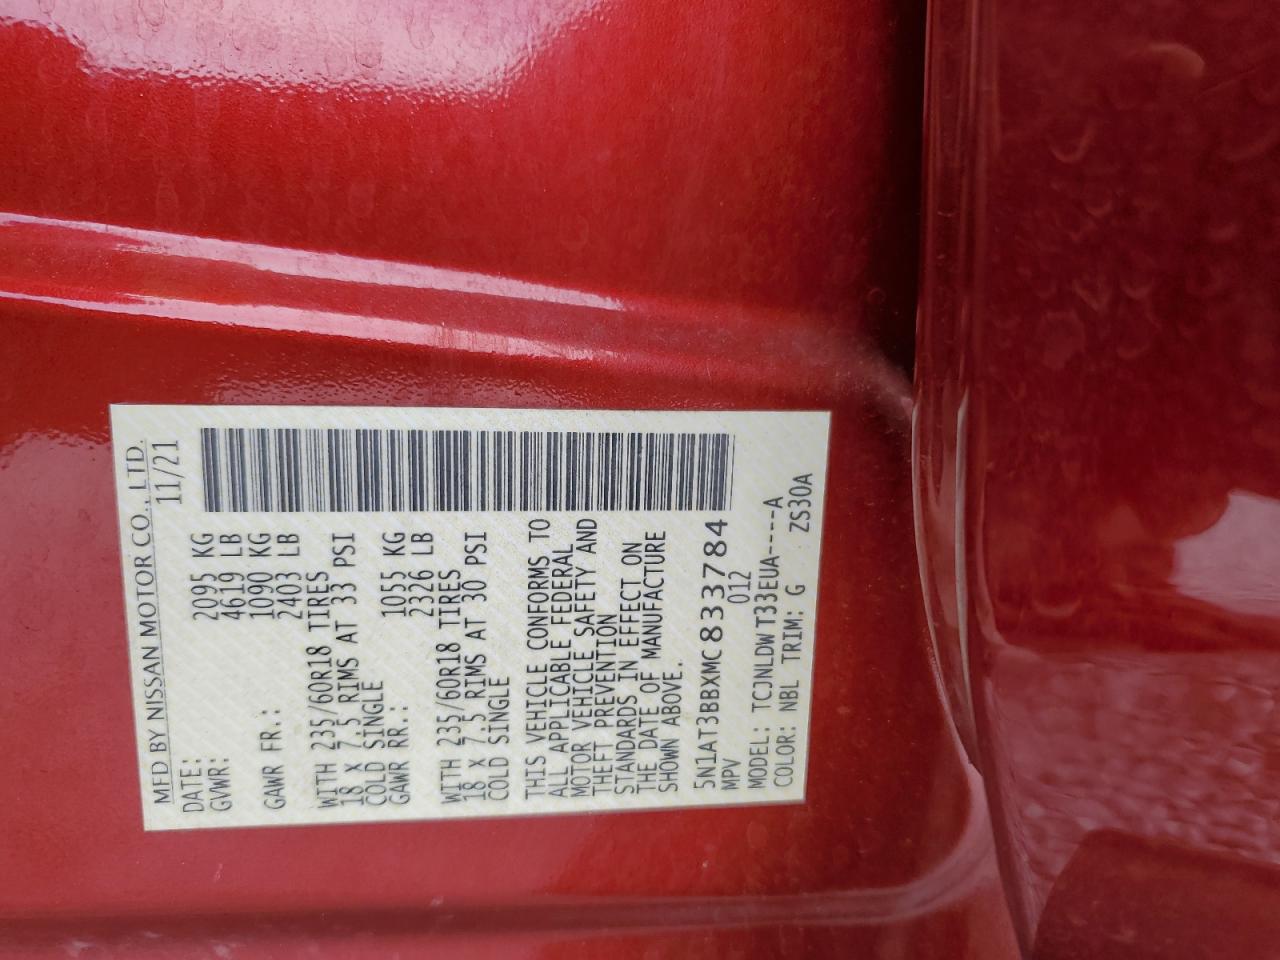 MFD BY NISSAN MOTOR CO., LTD.
DATE: 11/21
GVWR: 2095 KG
4619 LB
GAWR FR.: 1090 KG
2403 LB
WITH 235/60R18 TIRES
18 x 7.5 RIMS AT 33 PSI
COLD SINGLE
GAWR RR.: 1055 KG
2326 LB
WITH 235/60R18 TIRES
18 x 7.5 RIMS AT 30 PSI
COLD SINGLE
THIS VEHICLE CONFORMS TO
ALL APPLICABLE FEDERAL
MOTOR VEHICLE SAFETY AND
THEFT PREVENTION
STANDARDS IN EFFECT ON
THE DATE OF MANUFACTURE
SHOWN ABOVE.
5N1AT3BBXMC833784
MPV 012
MODEL: TCJNLDWT33EUA----A
COLOR: NBL TRIM: G ZS30A